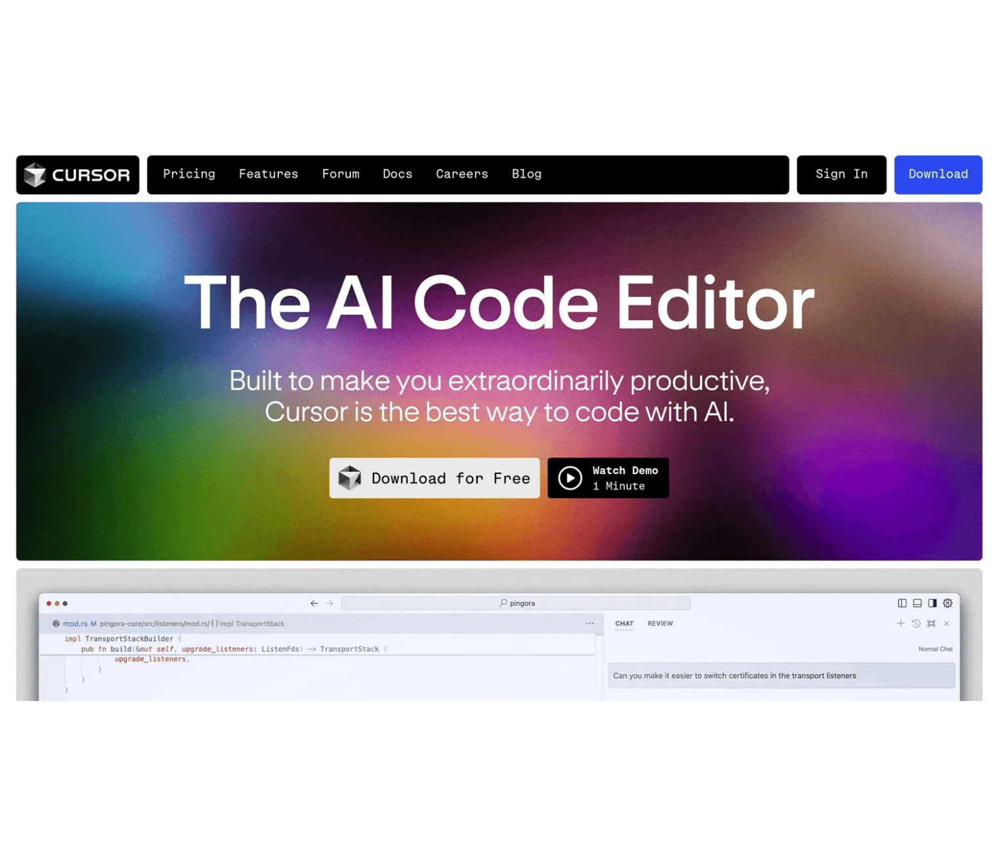 CURSOR
Pricing Features Forum Docs Careers Blog
Sign In
Download
The AI Code Editor
Built to make you extraordinarily productive,
Cursor is the best way to code with AI.
Download for Free
Watch Demo
1 Minute
pingora
mod.rs M pingora-core/src/listeners/mod.rs/{} impl TransportStack
impl TransportStackBuilder {
pub fn build(&mut self, upgrade_listeners: ListenFds) -> TransportStack {
upgrade_listeners,
}
}
}
CHAT REVIEW
Normal Chat
Can you make it easier to switch certificates in the transport listeners